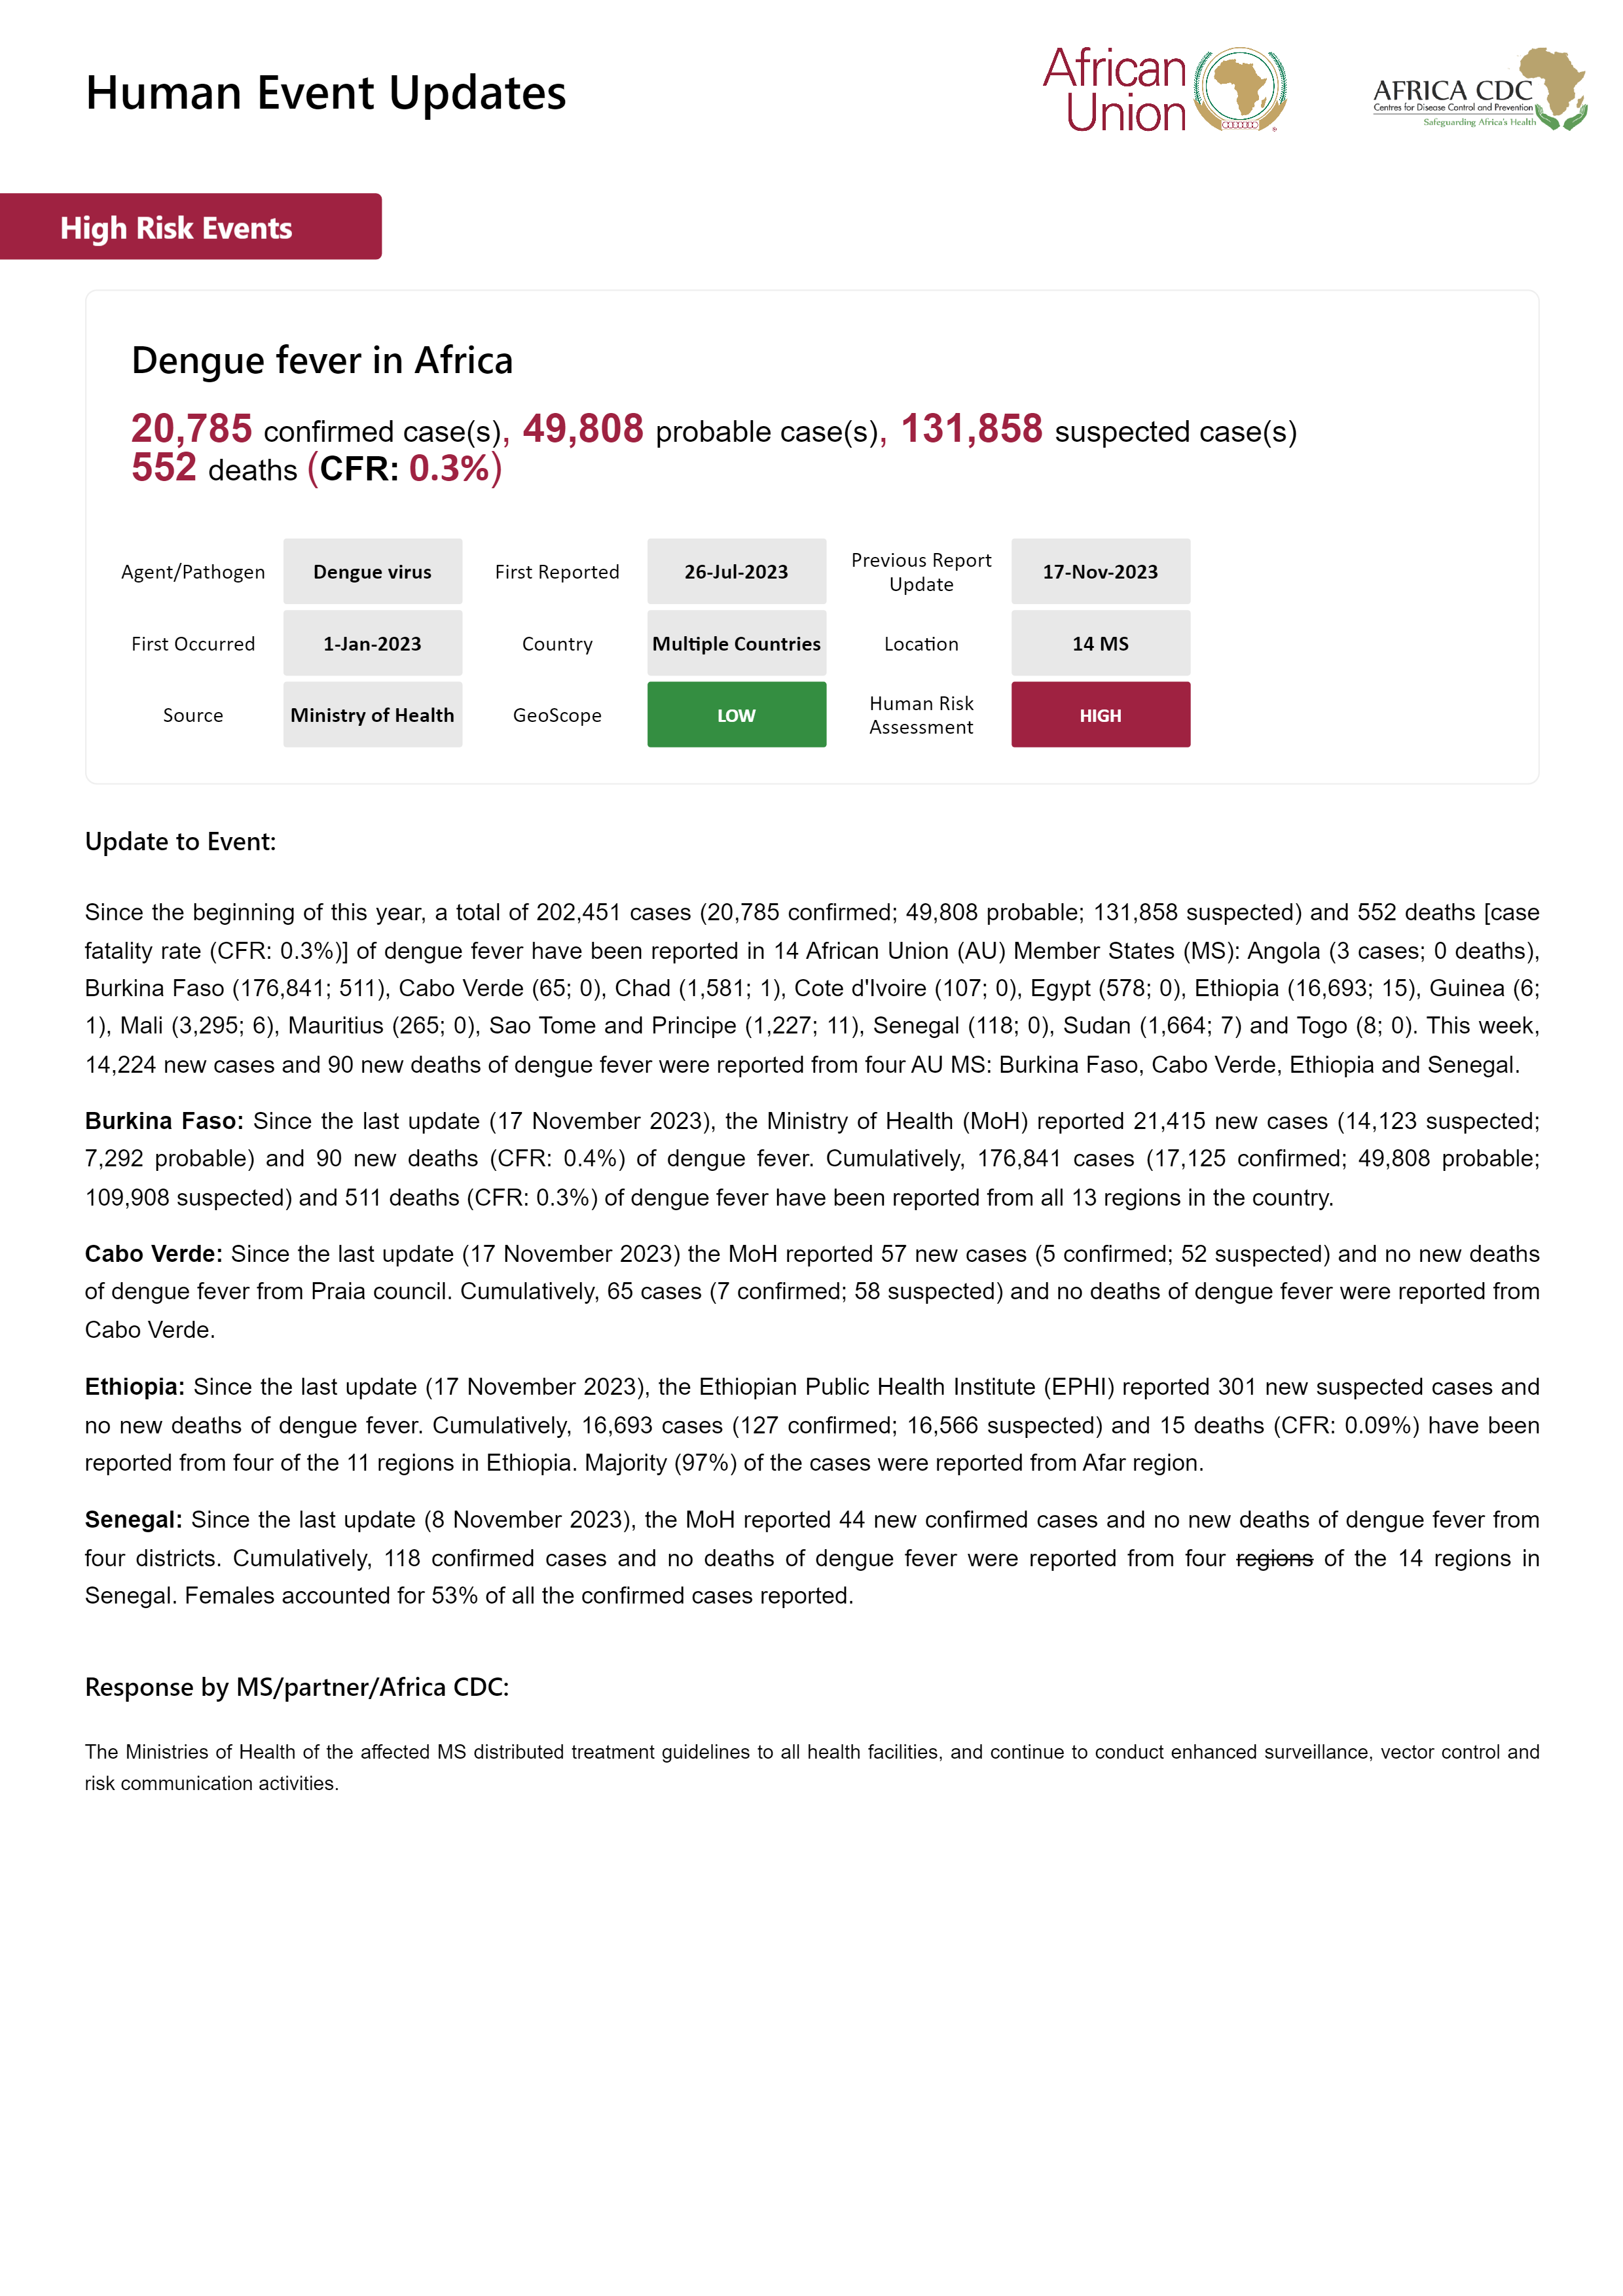 Human Event Updates
African
Union
AFRICA CDC
Centres for Disease Control and Prevention
Safeguarding Africa's Health
High Risk Events
Dengue fever in Africa
20,785 confirmed case(s), 49,808 probable case(s), 131,858 suspected case(s)
552 deaths (CFR: 0.3%)
Agent/Pathogen Dengue virus First Reported 26-Jul-2023 Previous Report Update 17-Nov-2023
First Occurred 1-Jan-2023 Country Multiple Countries Location 14 MS
Source Ministry of Health GeoScope LOW Human Risk Assessment HIGH
Update to Event:
Since the beginning of this year, a total of 202,451 cases (20,785 confirmed; 49,808 probable; 131,858 suspected) and 552 deaths [case
fatality rate (CFR: 0.3%)] of dengue fever have been reported in 14 African Union (AU) Member States (MS): Angola (3 cases; 0 deaths),
Burkina Faso (176,841; 511), Cabo Verde (65; 0), Chad (1,581; 1), Cote d'Ivoire (107; 0), Egypt (578; 0), Ethiopia (16,693; 15), Guinea (6;
1), Mali (3,295; 6), Mauritius (265; 0), Sao Tome and Principe (1,227; 11), Senegal (118; 0), Sudan (1,664; 7) and Togo (8; 0). This week,
14,224 new cases and 90 new deaths of dengue fever were reported from four AU MS: Burkina Faso, Cabo Verde, Ethiopia and Senegal.
Burkina Faso: Since the last update (17 November 2023), the Ministry of Health (MoH) reported 21,415 new cases (14,123 suspected;
7,292 probable) and 90 new deaths (CFR: 0.4%) of dengue fever. Cumulatively, 176,841 cases (17,125 confirmed; 49,808 probable;
109,908 suspected) and 511 deaths (CFR: 0.3%) of dengue fever have been reported from all 13 regions in the country.
Cabo Verde: Since the last update (17 November 2023) the MoH reported 57 new cases (5 confirmed; 52 suspected) and no new deaths
of dengue fever from Praia council. Cumulatively, 65 cases (7 confirmed; 58 suspected) and no deaths of dengue fever were reported from
Cabo Verde.
Ethiopia: Since the last update (17 November 2023), the Ethiopian Public Health Institute (EPHI) reported 301 new suspected cases and
no new deaths of dengue fever. Cumulatively, 16,693 cases (127 confirmed; 16,566 suspected) and 15 deaths (CFR: 0.09%) have been
reported from four of the 11 regions in Ethiopia. Majority (97%) of the cases were reported from Afar region.
Senegal: Since the last update (8 November 2023), the MoH reported 44 new confirmed cases and no new deaths of dengue fever from
four districts. Cumulatively, 118 confirmed cases and no deaths of dengue fever were reported from four regions of the 14 regions in
Senegal. Females accounted for 53% of all the confirmed cases reported.
Response by MS/partner/Africa CDC:
The Ministries of Health of the affected MS distributed treatment guidelines to all health facilities, and continue to conduct enhanced surveillance, vector control and
risk communication activities.